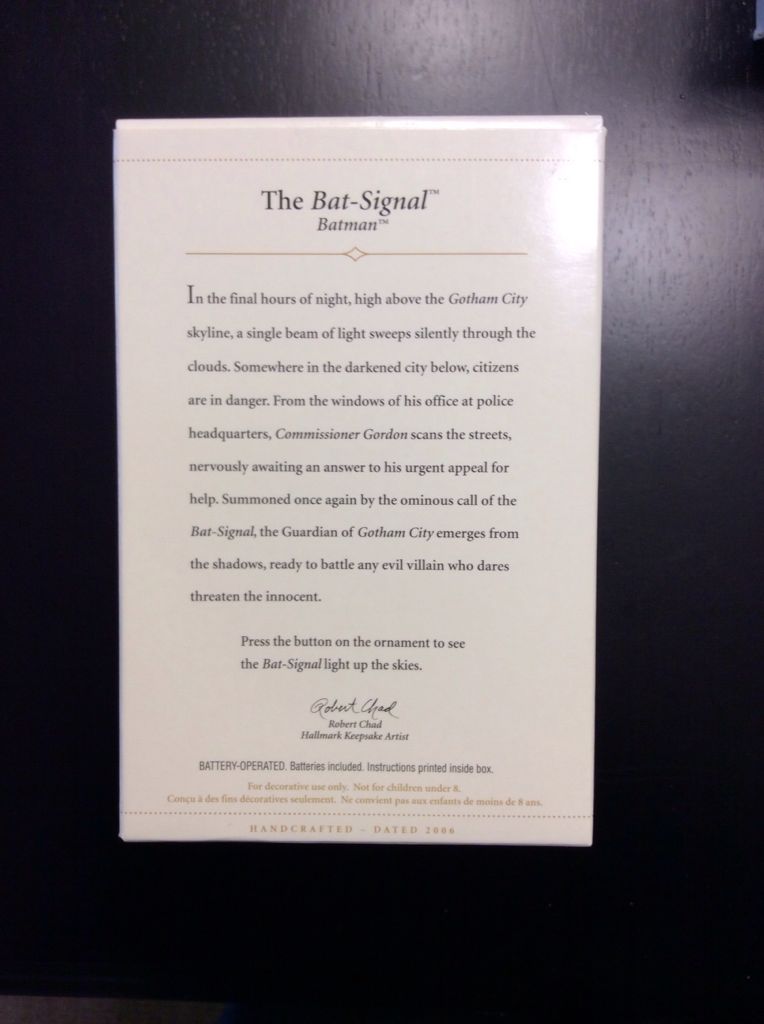 The Bat-Signal™
Batman™
In the final hours of night, high above the Gotham City
skyline, a single beam of light sweeps silently through the
clouds. Somewhere in the darkened city below, citizens
are in danger. From the windows of his office at police
headquarters, Commissioner Gordon scans the streets,
nervously awaiting an answer to his urgent appeal for
help. Summoned once again by the ominous call of the
Bat-Signal, the Guardian of Gotham City emerges from
the shadows, ready to battle any evil villain who dares
threaten the innocent.
Press the button on the ornament to see
the Bat-Signal light up the skies.
Robert Chad
Robert Chad
Hallmark Keepsake Artist
BATTERY-OPERATED. Batteries included. Instructions printed inside box.
For decorative use only. Not for children under 8.
Conçu à des fins décoratives seulement. Ne convient pas aux enfants de moins de 8 ans.
HANDCRAFTED – DATED 2006